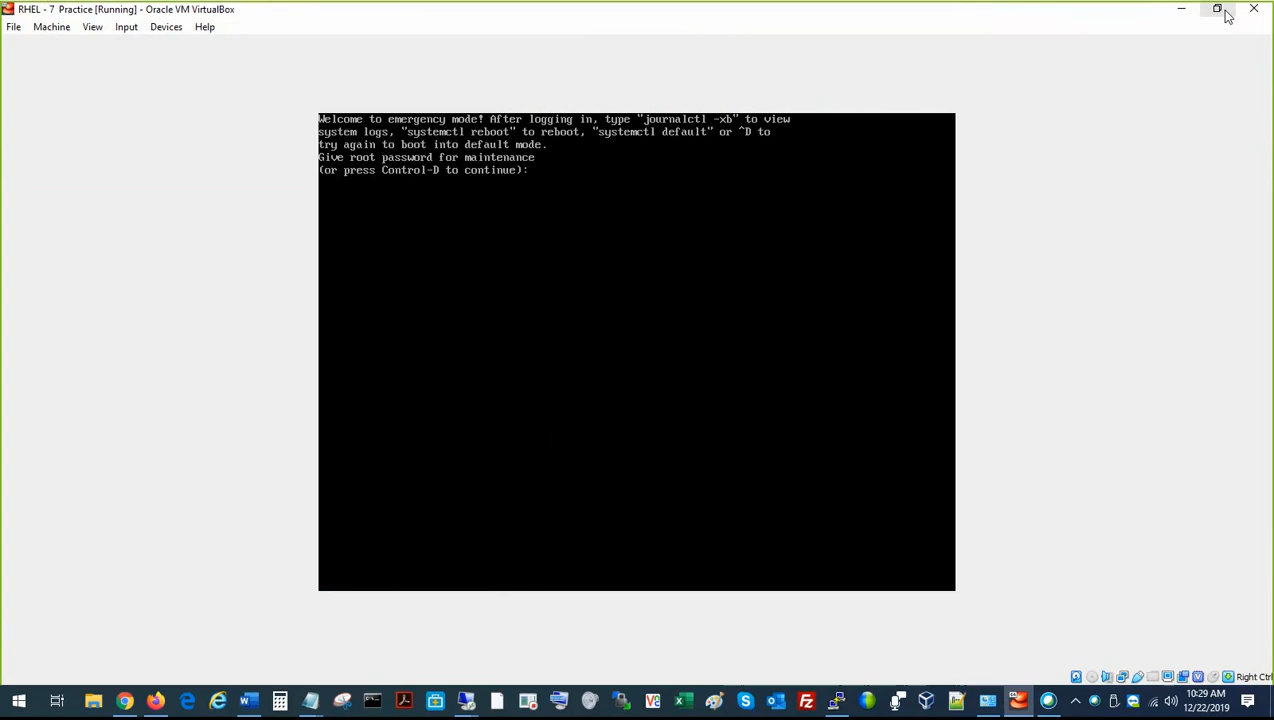 RHEL - 7 Practice [Running] - Oracle VM VirtualBox
File Machine View Input Devices Help
Welcome to emergency mode! After logging in, type "journalctl -xb" to view
system logs, "systemctl reboot" to reboot, "systemctl default" or ^D to
try again to boot into default mode.
Give root password for maintenance
(or press Control-D to continue):
Right Ctrl
10:29 AM
12/22/2019